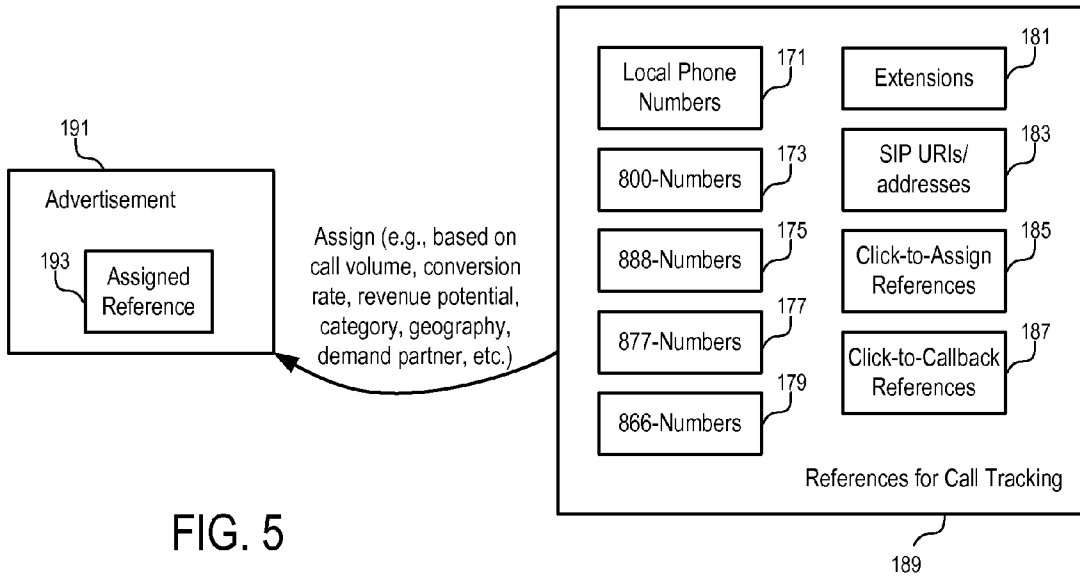 191
Advertisement
193
Assigned
Reference
Assign (e.g., based on
call volume, conversion
rate, revenue potential,
category, geography,
demand partner, etc.)
171
Local Phone
Numbers
173
800-Numbers
175
888-Numbers
177
877-Numbers
179
866-Numbers
181
Extensions
183
SIP URIs/
addresses
185
Click-to-Assign
References
187
Click-to-Callback
References
References for Call Tracking
189
FIG. 5